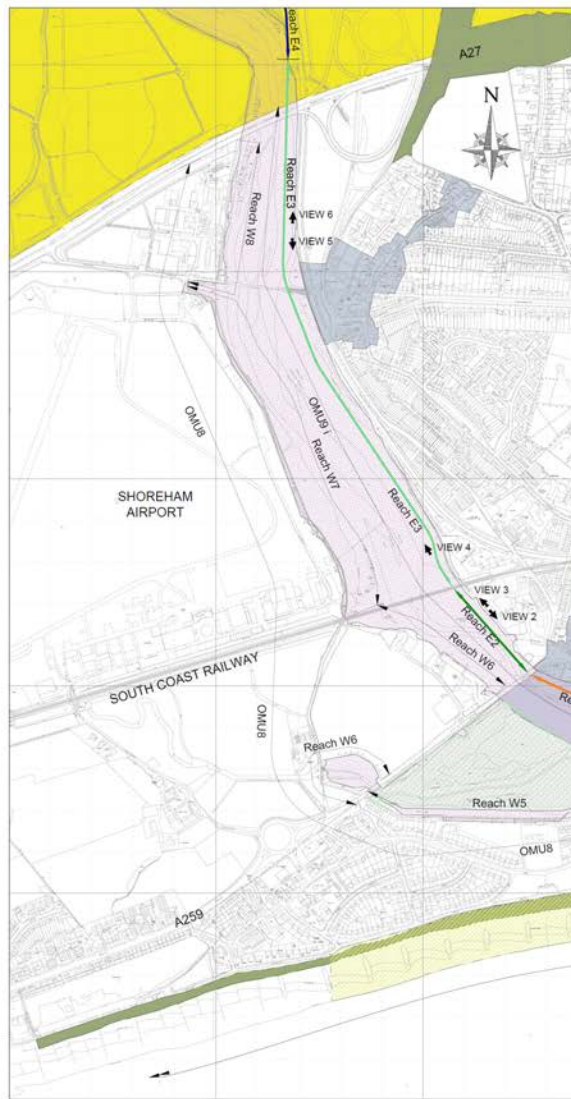 Reach E4
A27
N
Reach E3
Reach W8
VIEW 6
VIEW 5
OMU8
OMU9 i
Reach W7
SHOREHAM
AIRPORT
Reach E3
VIEW 4
VIEW 3
VIEW 2
Reach E2
Reach W6
SOUTH COAST RAILWAY
OMU8
Re
Reach W6
Reach W5
OMU8
A259